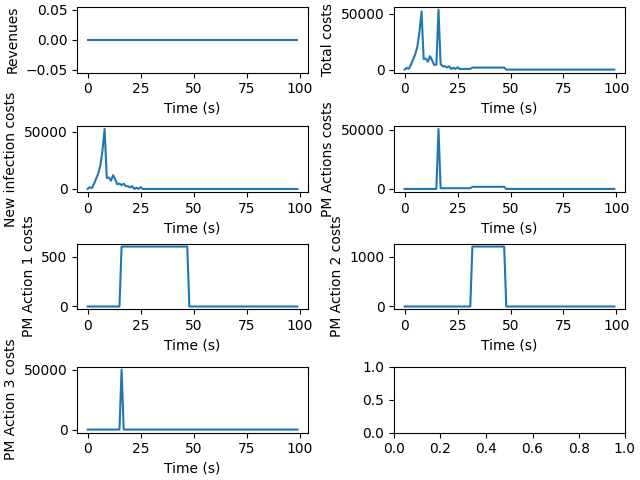 Revenues
0.05
0.00
−0.05
0 25 50 75 100
Time (s)
Total costs
50000
0
0 25 50 75 100
Time (s)
New infection costs
50000
0
0 25 50 75 100
Time (s)
PM Actions costs
50000
0
0 25 50 75 100
Time (s)
PM Action 1 costs
500
0
0 25 50 75 100
Time (s)
PM Action 2 costs
1000
0
0 25 50 75 100
Time (s)
PM Action 3 costs
50000
0
0 25 50 75 100
Time (s)
1.0
0.5
0.0
0.0 0.2 0.4 0.6 0.8 1.0